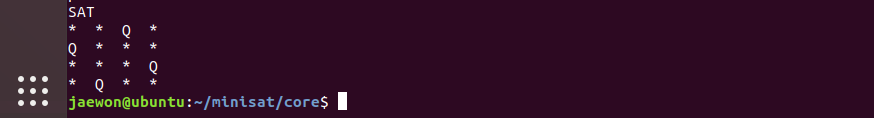 SAT
* * Q *
Q * * *
* * * Q
* Q * *
jaewon@ubuntu:~/minisat/core$